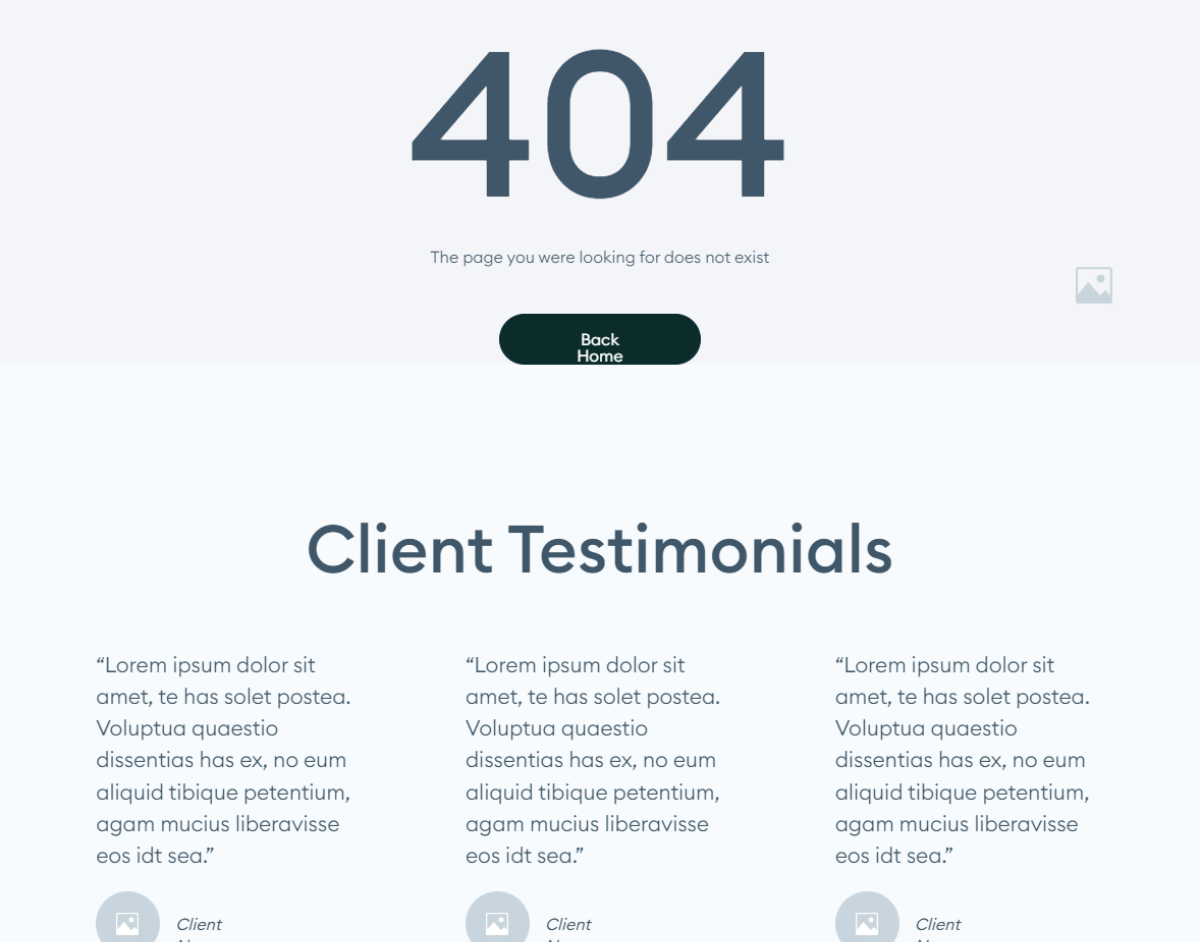 404
The page you were looking for does not exist
Back
Home
Client Testimonials
“Lorem ipsum dolor sit
amet, te has solet postea.
Voluptua quaestio
dissentias has ex, no eum
aliquid tibique petentium,
agam mucius liberavisse
eos idt sea.”
Client
“Lorem ipsum dolor sit
amet, te has solet postea.
Voluptua quaestio
dissentias has ex, no eum
aliquid tibique petentium,
agam mucius liberavisse
eos idt sea.”
Client
“Lorem ipsum dolor sit
amet, te has solet postea.
Voluptua quaestio
dissentias has ex, no eum
aliquid tibique petentium,
agam mucius liberavisse
eos idt sea.”
Client